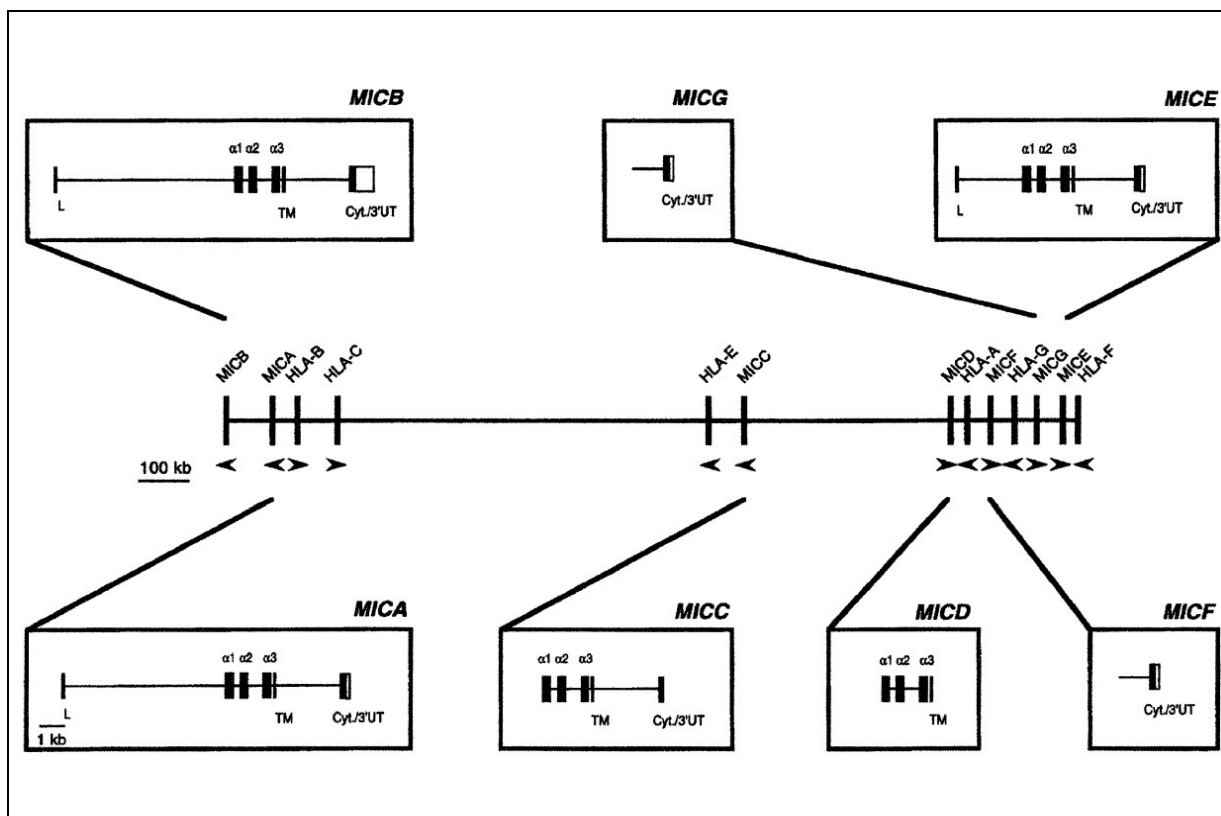 MICB MICG MICE
α1 α2 α3
L TM Cyt./3'UT
Cyt./3'UT
α1 α2 α3
L TM Cyt./3'UT
MICB MICA HLA-B HLA-C HLA-E MICC MICD HLA-A MICF HLA-G MICG MICE HLA-F
100 kb
MICA MICC MICD MICF
α1 α2 α3
L TM Cyt./3'UT
1 kb
α1 α2 α3
TM Cyt./3'UT
α1 α2 α3
TM
Cyt./3'UT